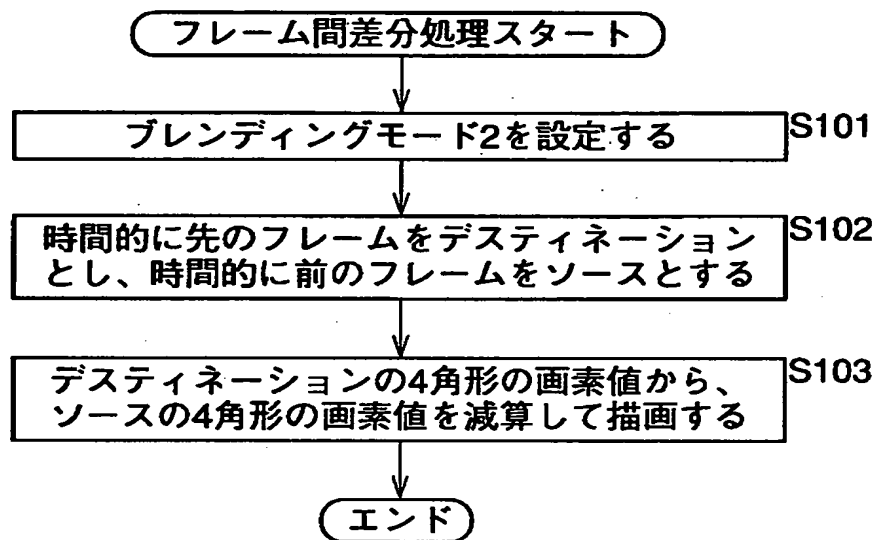 フレーム間差分処理スタート
ブレンディングモード2を設定する
S101
時間的に先のフレームをデスティネーション
とし、時間的に前のフレームをソースとする
S102
デスティネーションの4角形の画素値から、
ソースの4角形の画素値を減算して描画する
S103
エンド